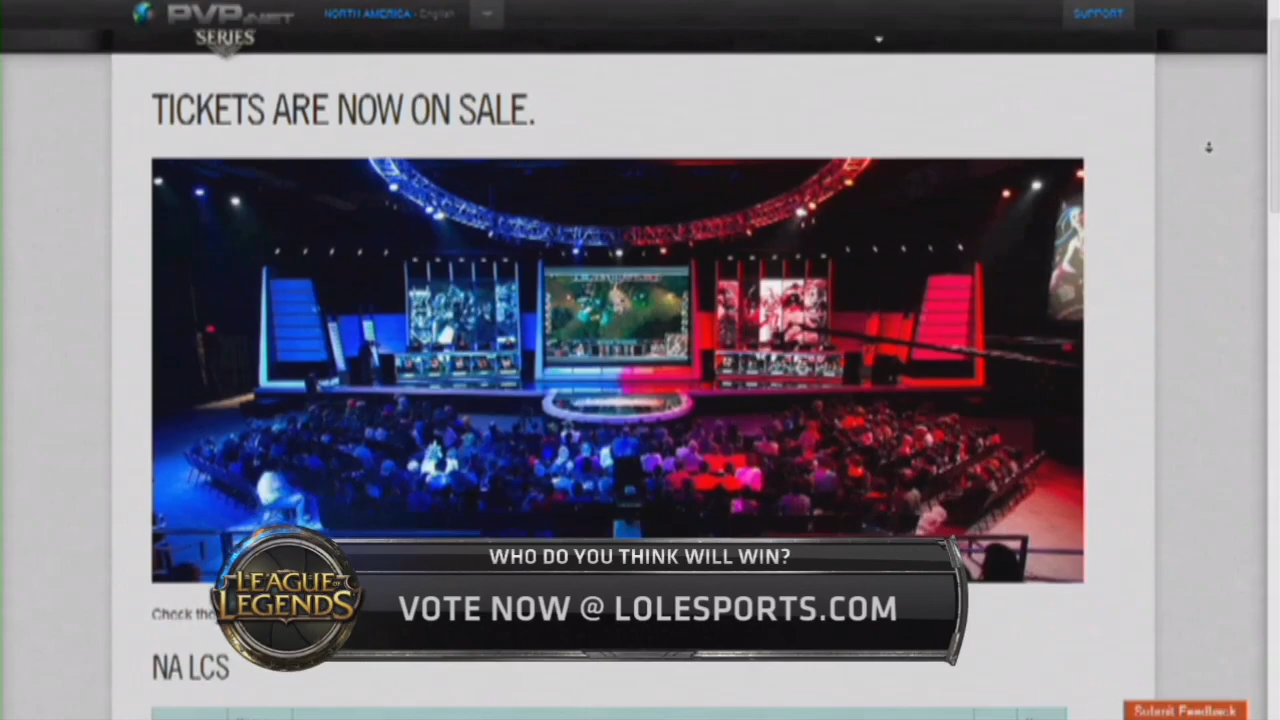 PVP.NET
NORTH AMERICA - English
SUPPORT
SERIES
TICKETS ARE NOW ON SALE.
WHO DO YOU THINK WILL WIN?
LEAGUE OF
LEGENDS
VOTE NOW @ LOLESPORTS.COM
Check the
NA LCS
Submit Feedback